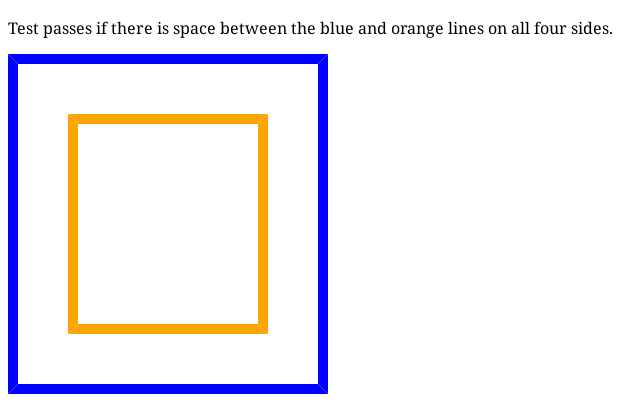 Test passes if there is space between the blue and orange lines on all four sides.